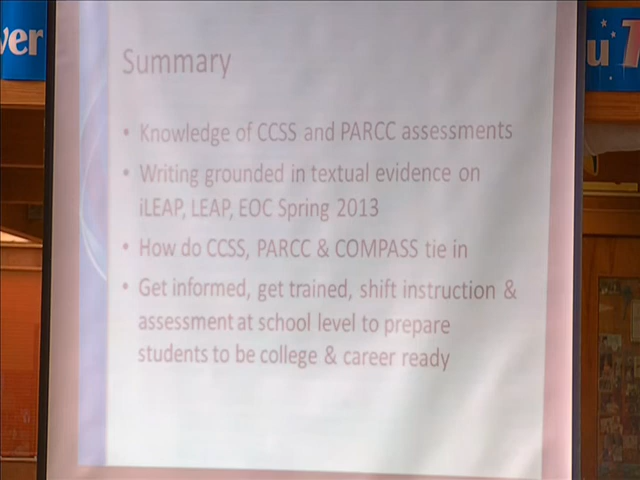 ver
u T
Summary
• Knowledge of CCSS and PARCC assessments
• Writing grounded in textual evidence on
iLEAP, LEAP, EOC Spring 2013
• How do CCSS, PARCC & COMPASS tie in
• Get informed, get trained, shift instruction &
assessment at school level to prepare
students to be college & career ready